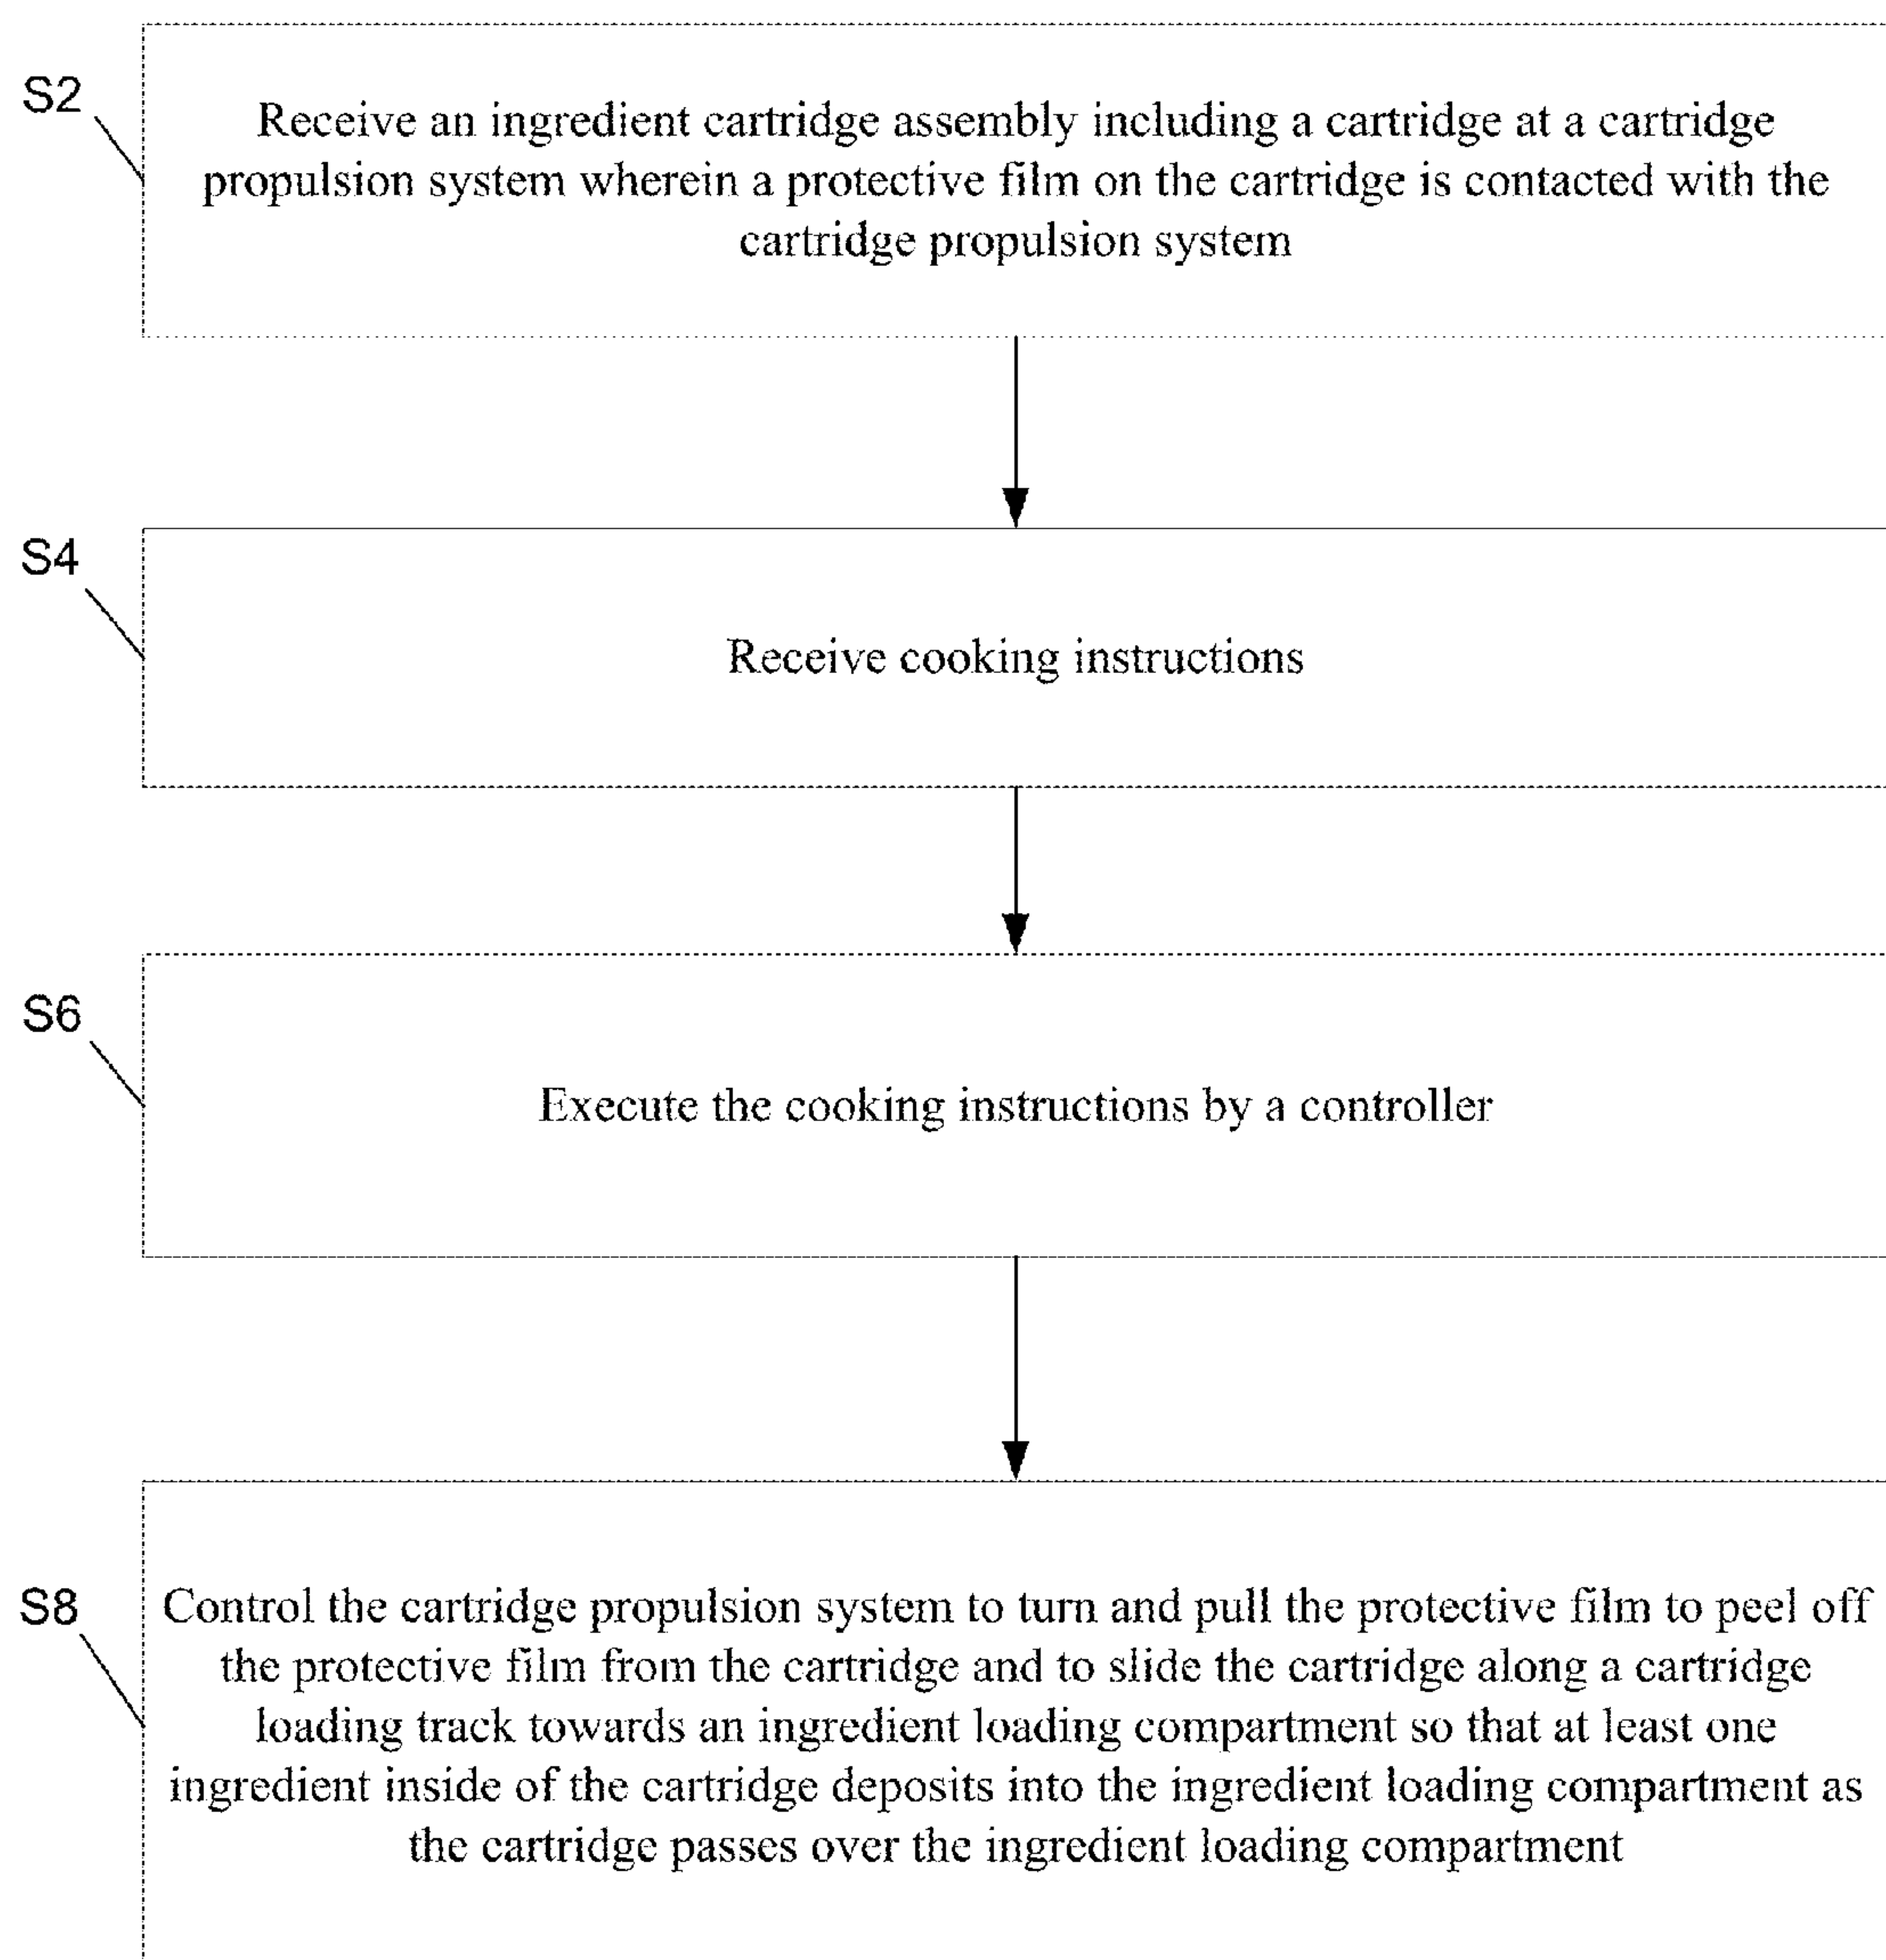 S2
Receive an ingredient cartridge assembly including a cartridge at a cartridge
propulsion system wherein a protective film on the cartridge is contacted with the
cartridge propulsion system
S4
Receive cooking instructions
S6
Execute the cooking instructions by a controller
S8
Control the cartridge propulsion system to turn and pull the protective film to peel off
the protective film from the cartridge and to slide the cartridge along a cartridge
loading track towards an ingredient loading compartment so that at least one
ingredient inside of the cartridge deposits into the ingredient loading compartment as
the cartridge passes over the ingredient loading compartment